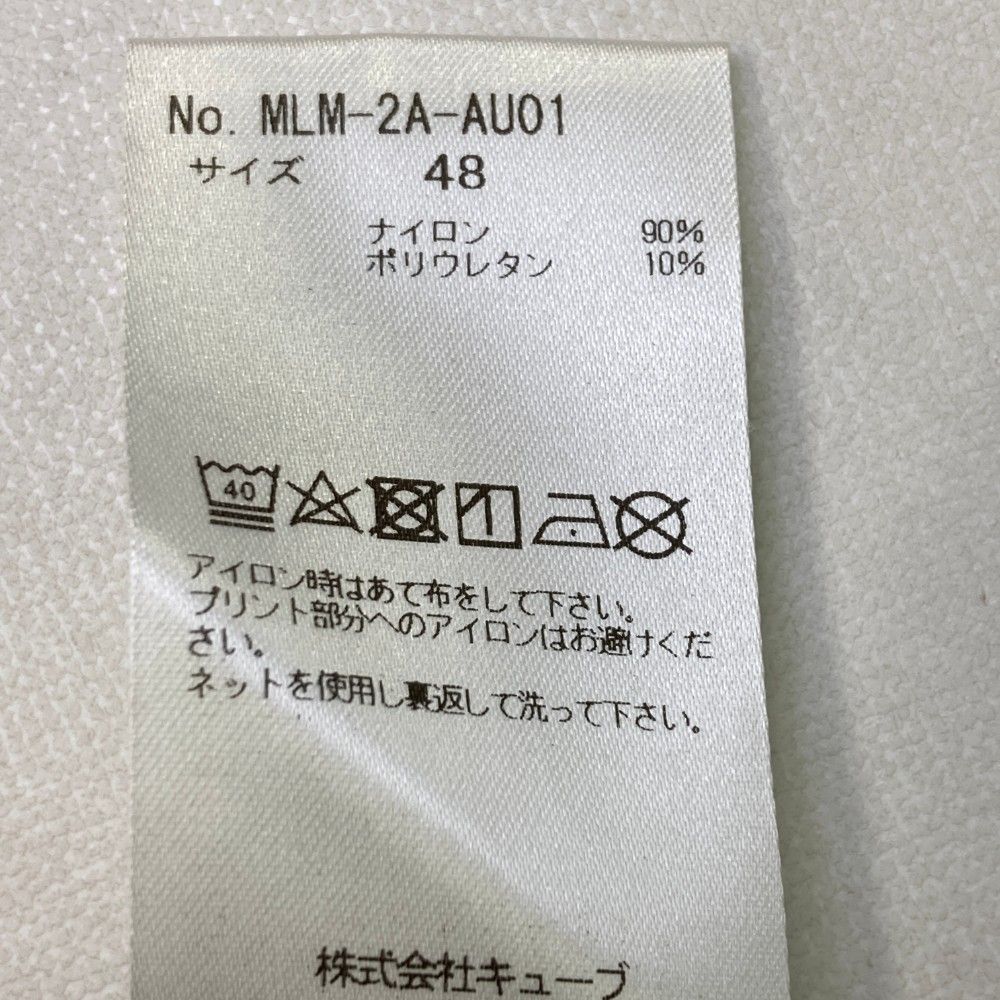 No. MLM-2A-AU01
サイズ 48
ナイロン 90%
ポリウレタン 10%
40
アイロン時はあて布をして下さい。
プリント部分へのアイロンはお避けくだ
さい。
ネットを使用し裏返して洗って下さい。
株式会社キューブ